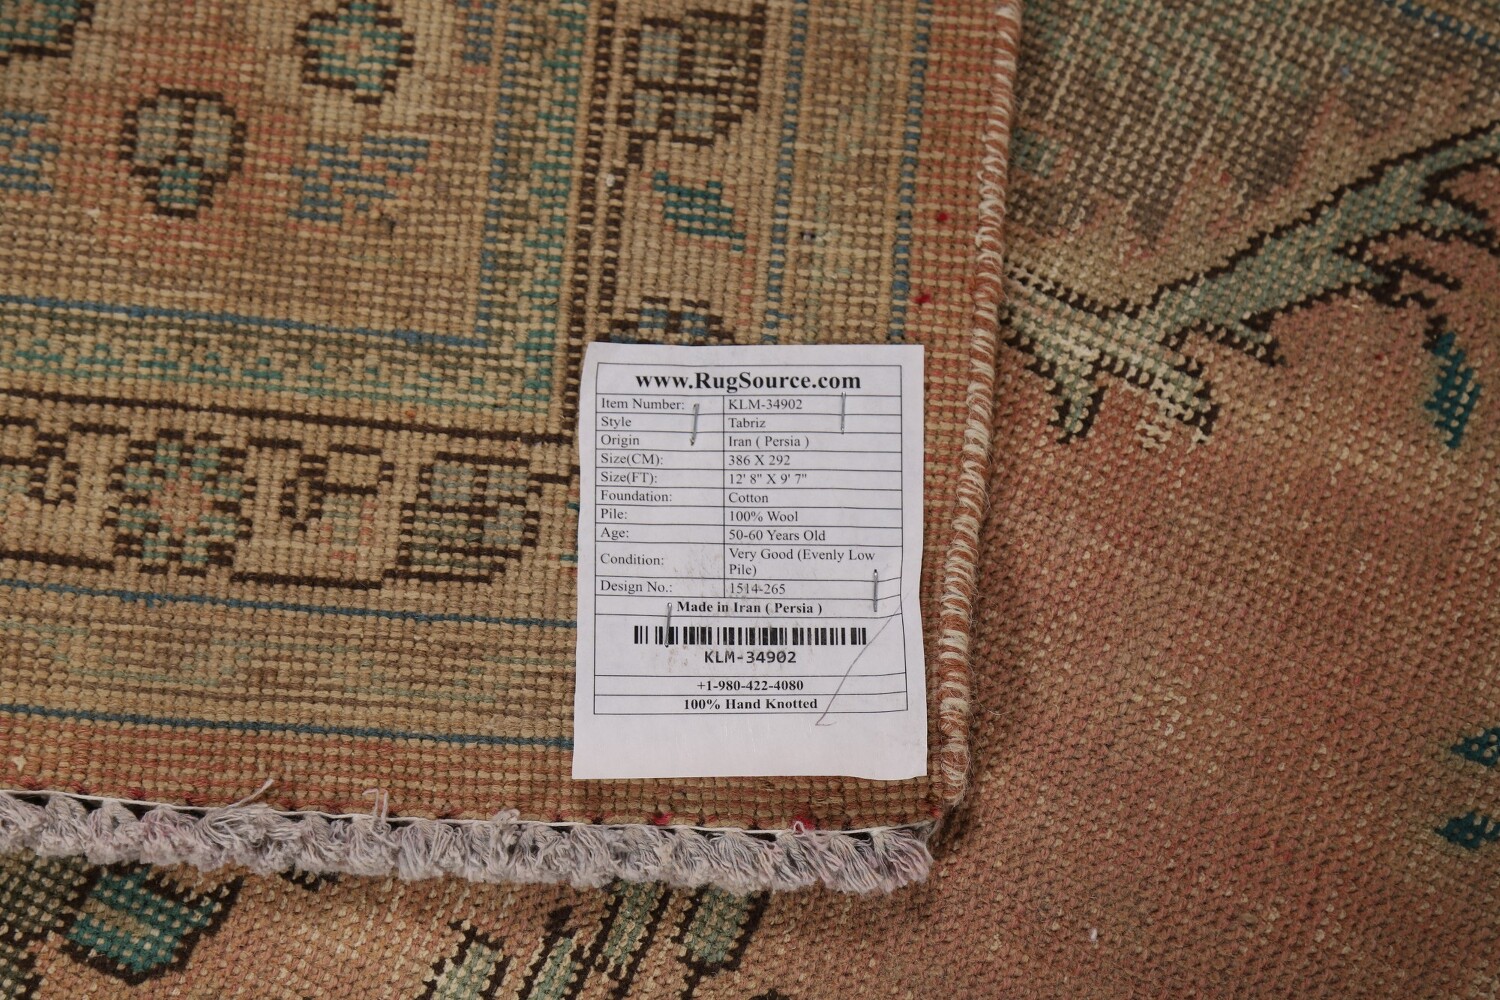 www.RugSource.com
Item Number: KLM-34902
Style Tabriz
Origin Iran ( Persia )
Size(CM): 386 X 292
Size(FT): 12' 8" X 9' 7"
Foundation: Cotton
Pile: 100% Wool
Age: 50-60 Years Old
Condition: Very Good (Evenly Low
Pile)
Design No.: 1514-265
Made in Iran ( Persia )
KLM-34902
+1-980-422-4080
100% Hand Knotted